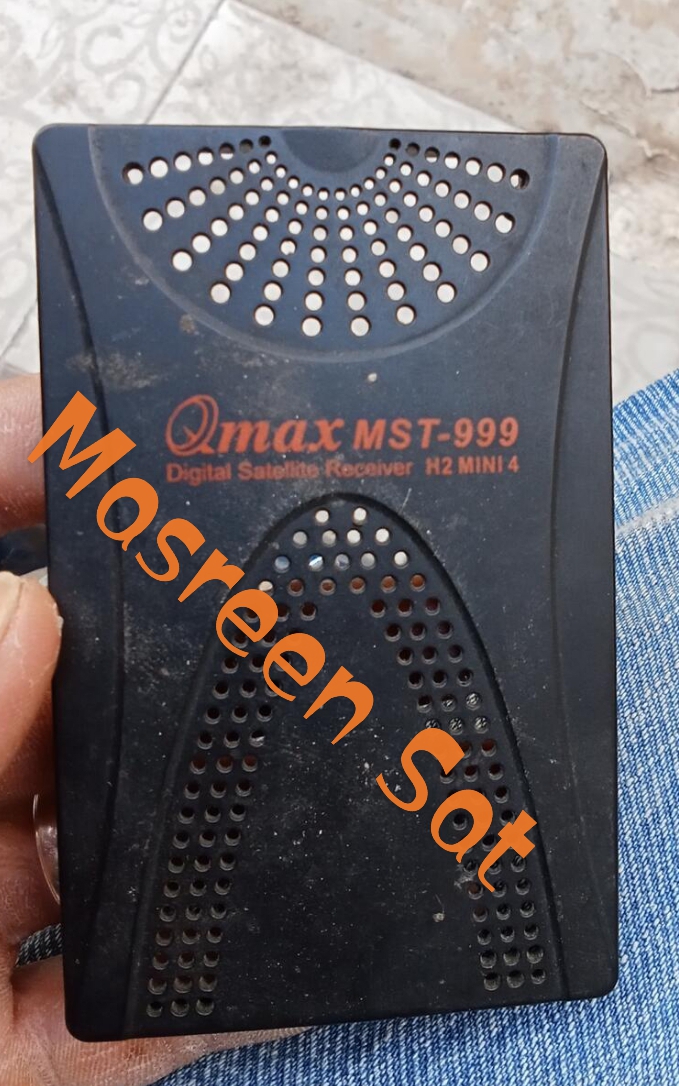 Qmax MST-999
Digital Satellite Receiver H2 MINI 4
Masreen Sat